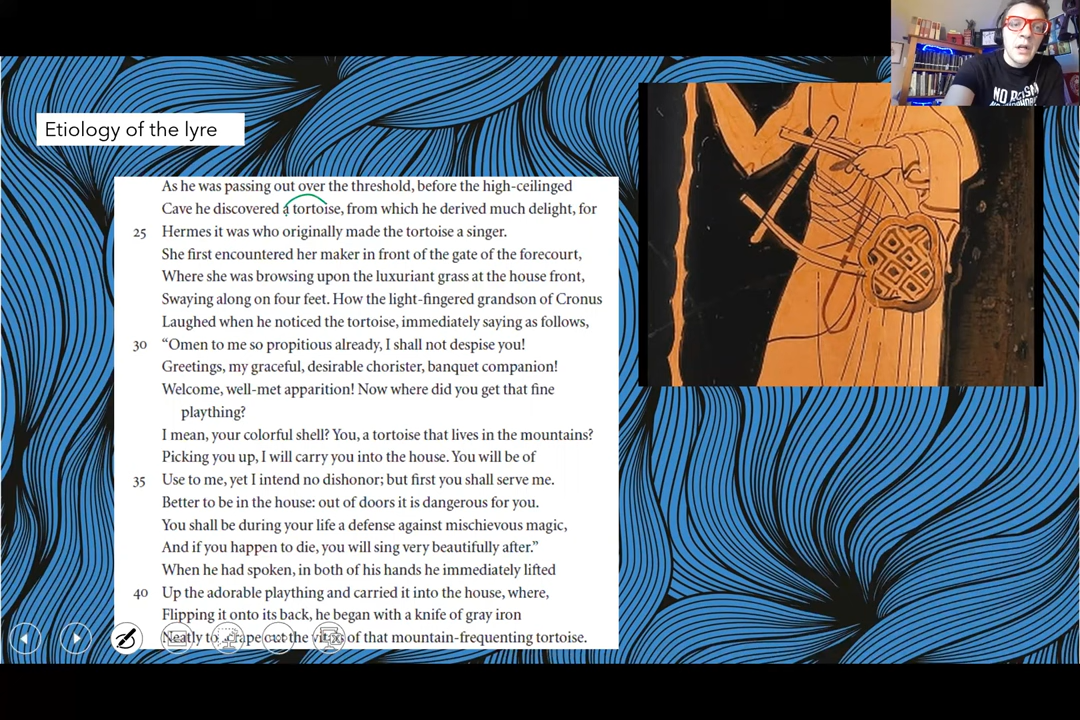 Etiology of the lyre
As he was passing out over the threshold, before the high-ceilinged
Cave he discovered a tortoise, from which he derived much delight, for
25 Hermes it was who originally made the tortoise a singer.
She first encountered her maker in front of the gate of the forecourt,
Where she was browsing upon the luxuriant grass at the house front,
Swaying along on four feet. How the light-fingered grandson of Cronus
Laughed when he noticed the tortoise, immediately saying as follows,
30 “Omen to me so propitious already, I shall not despise you!
Greetings, my graceful, desirable chorister, banquet companion!
Welcome, well-met apparition! Now where did you get that fine
plaything?
I mean, your colorful shell? You, a tortoise that lives in the mountains?
Picking you up, I will carry you into the house. You will be of
35 Use to me, yet I intend no dishonor; but first you shall serve me.
Better to be in the house: out of doors it is dangerous for you.
You shall be during your life a defense against mischievous magic,
And if you happen to die, you will sing very beautifully after.”
When he had spoken, in both of his hands he immediately lifted
40 Up the adorable plaything and carried it into the house, where,
Flipping it onto its back, he began with a knife of gray iron
Neatly to scrape out the vitals of that mountain-frequenting tortoise.
NO